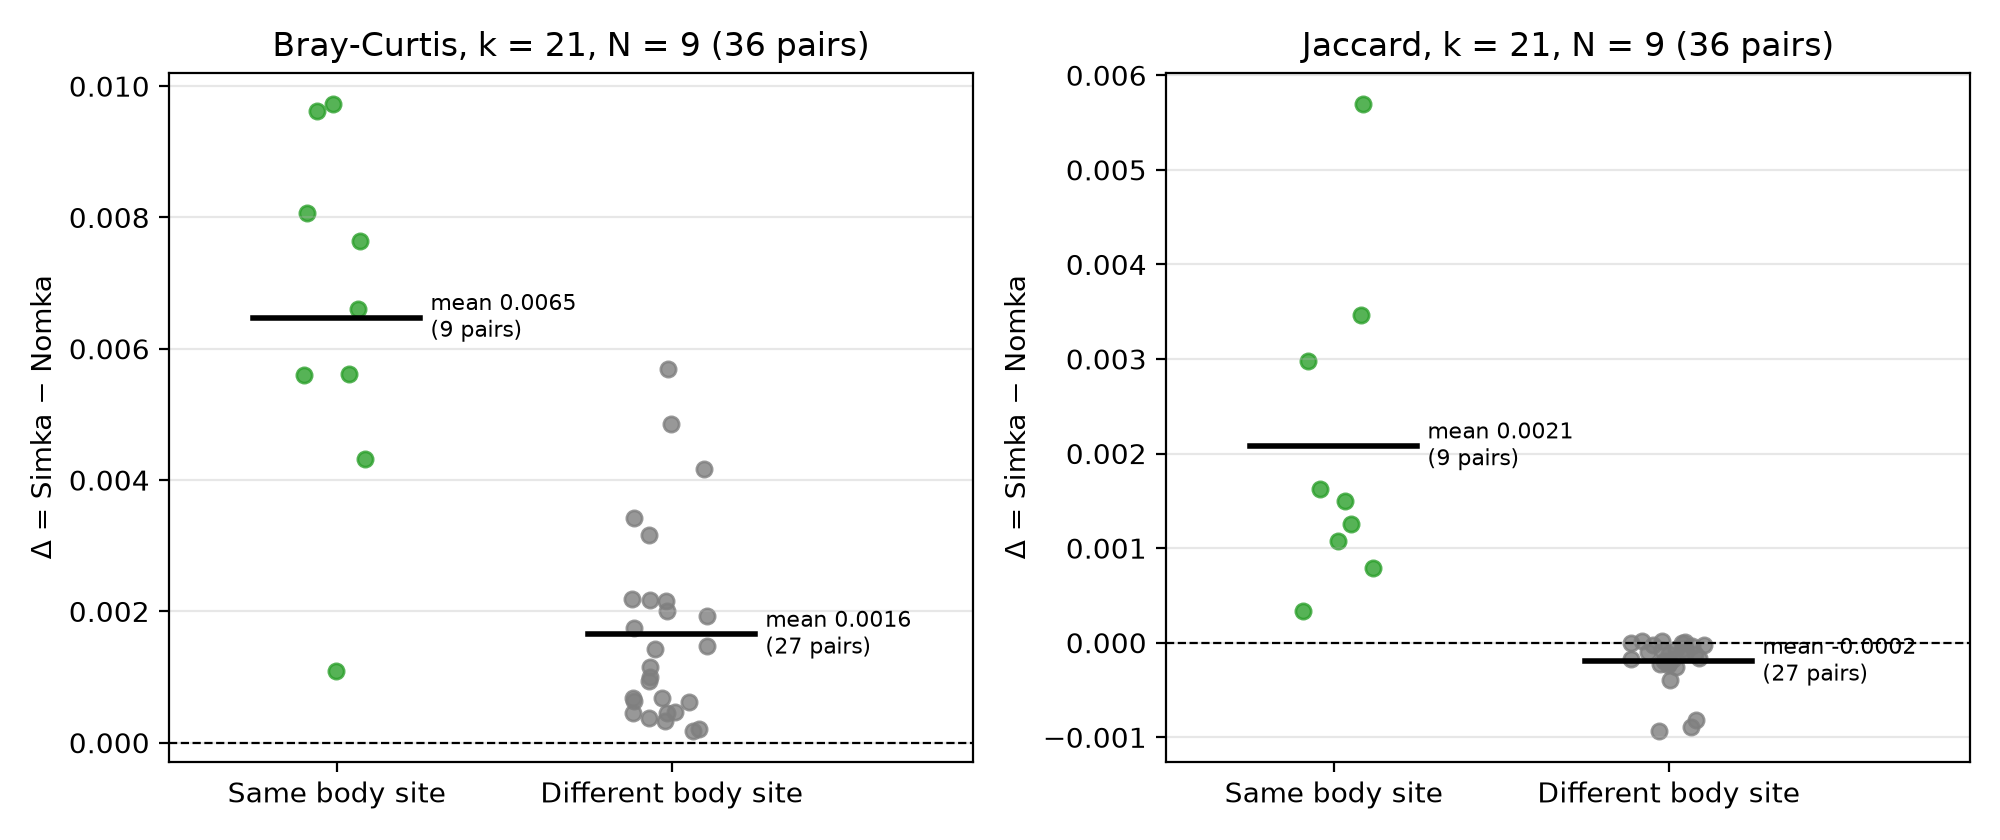 Bray-Curtis, k = 21, N = 9 (36 pairs)
Δ = Simka − Nomka
0.010
0.008
0.006
0.004
0.002
0.000
mean 0.0065
(9 pairs)
mean 0.0016
(27 pairs)
Same body site
Different body site
Jaccard, k = 21, N = 9 (36 pairs)
Δ = Simka − Nomka
0.006
0.005
0.004
0.003
0.002
0.001
0.000
−0.001
mean 0.0021
(9 pairs)
mean -0.0002
(27 pairs)
Same body site
Different body site